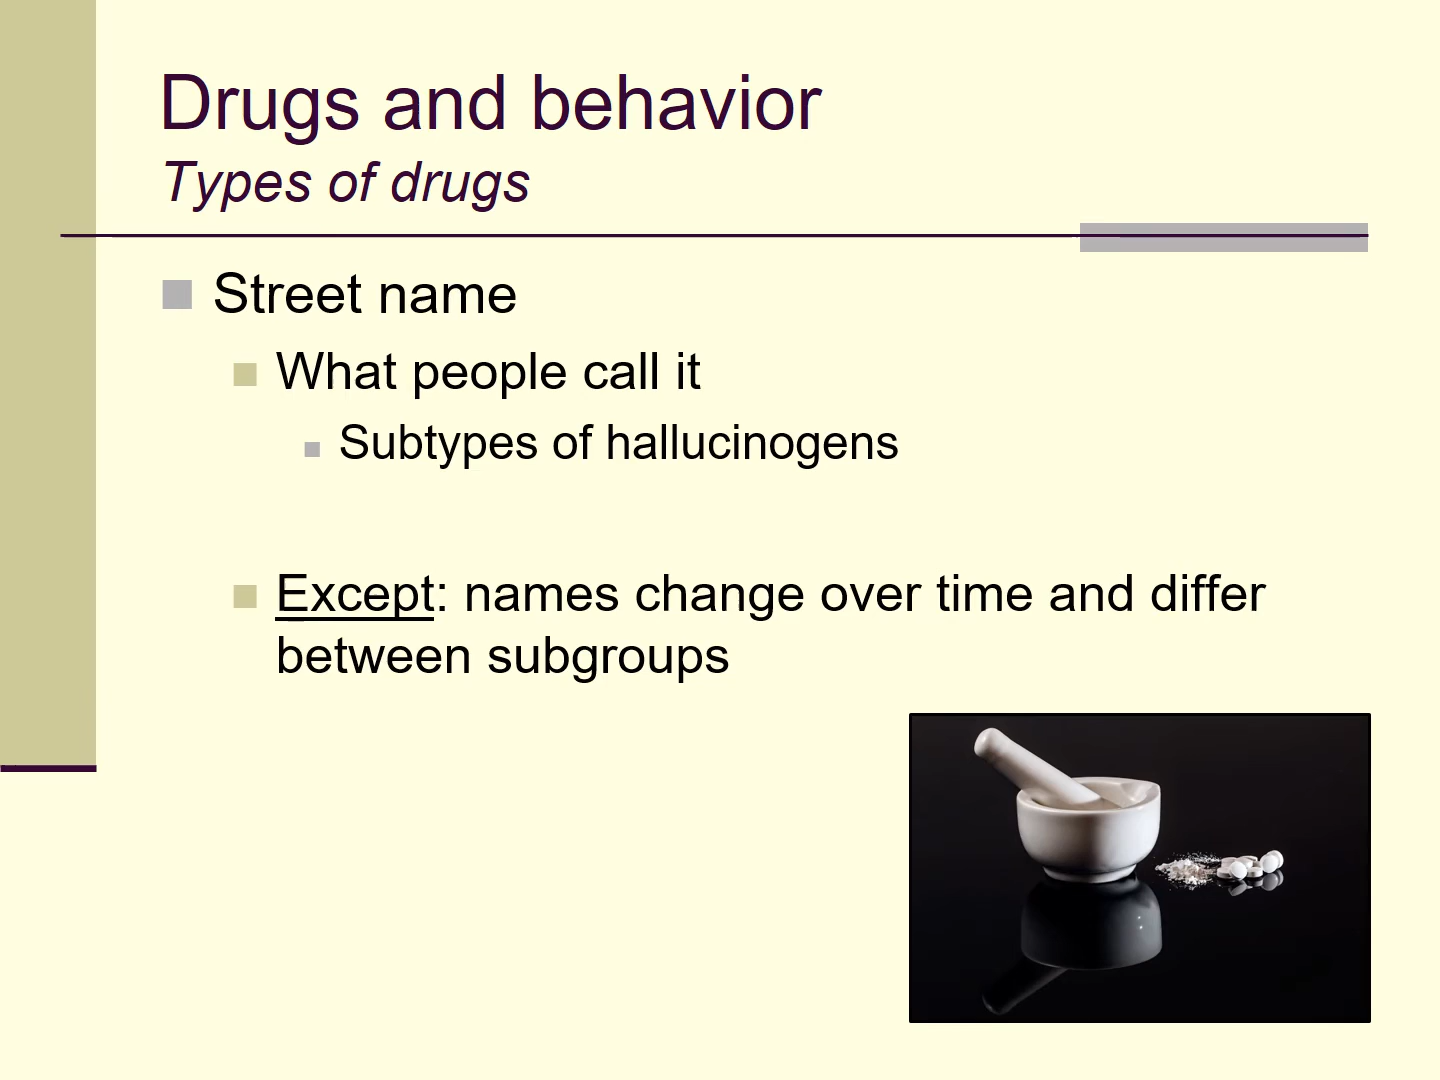 Drugs and behavior
Types of drugs
Street name
What people call it
Subtypes of hallucinogens
Except: names change over time and differ
between subgroups